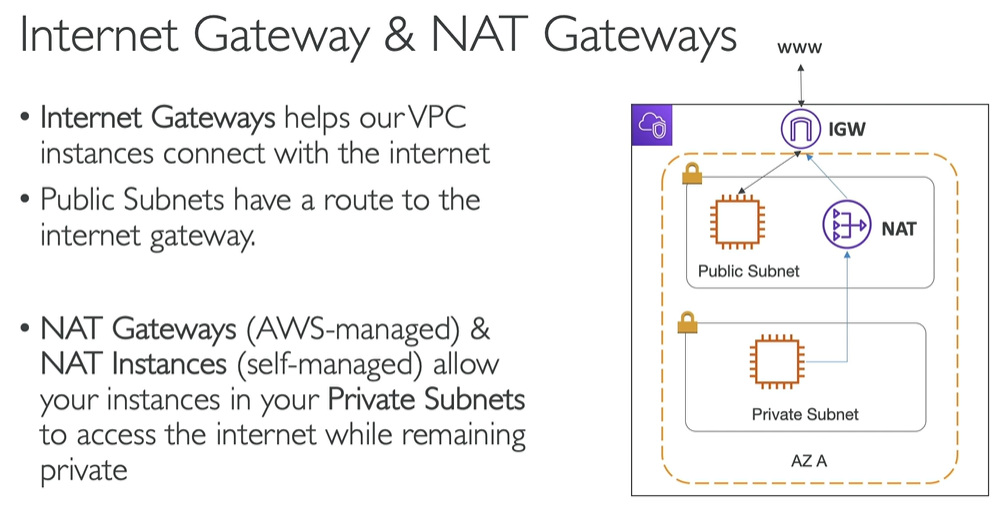 Internet Gateway & NAT Gateways
• Internet Gateways helps our VPC
instances connect with the internet
• Public Subnets have a route to the
internet gateway.
• NAT Gateways (AWS-managed) &
NAT Instances (self-managed) allow
your instances in your Private Subnets
to access the internet while remaining
private
www
IGW
NAT
Public Subnet
Private Subnet
AZ A